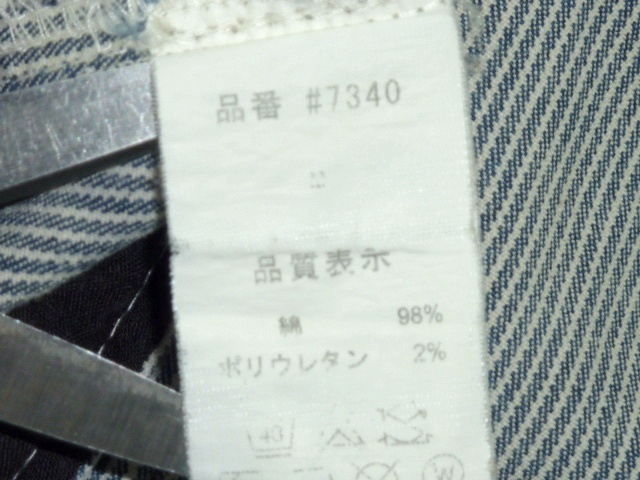 品番 #7340
品質表示
綿 98%
ポリウレタン 2%